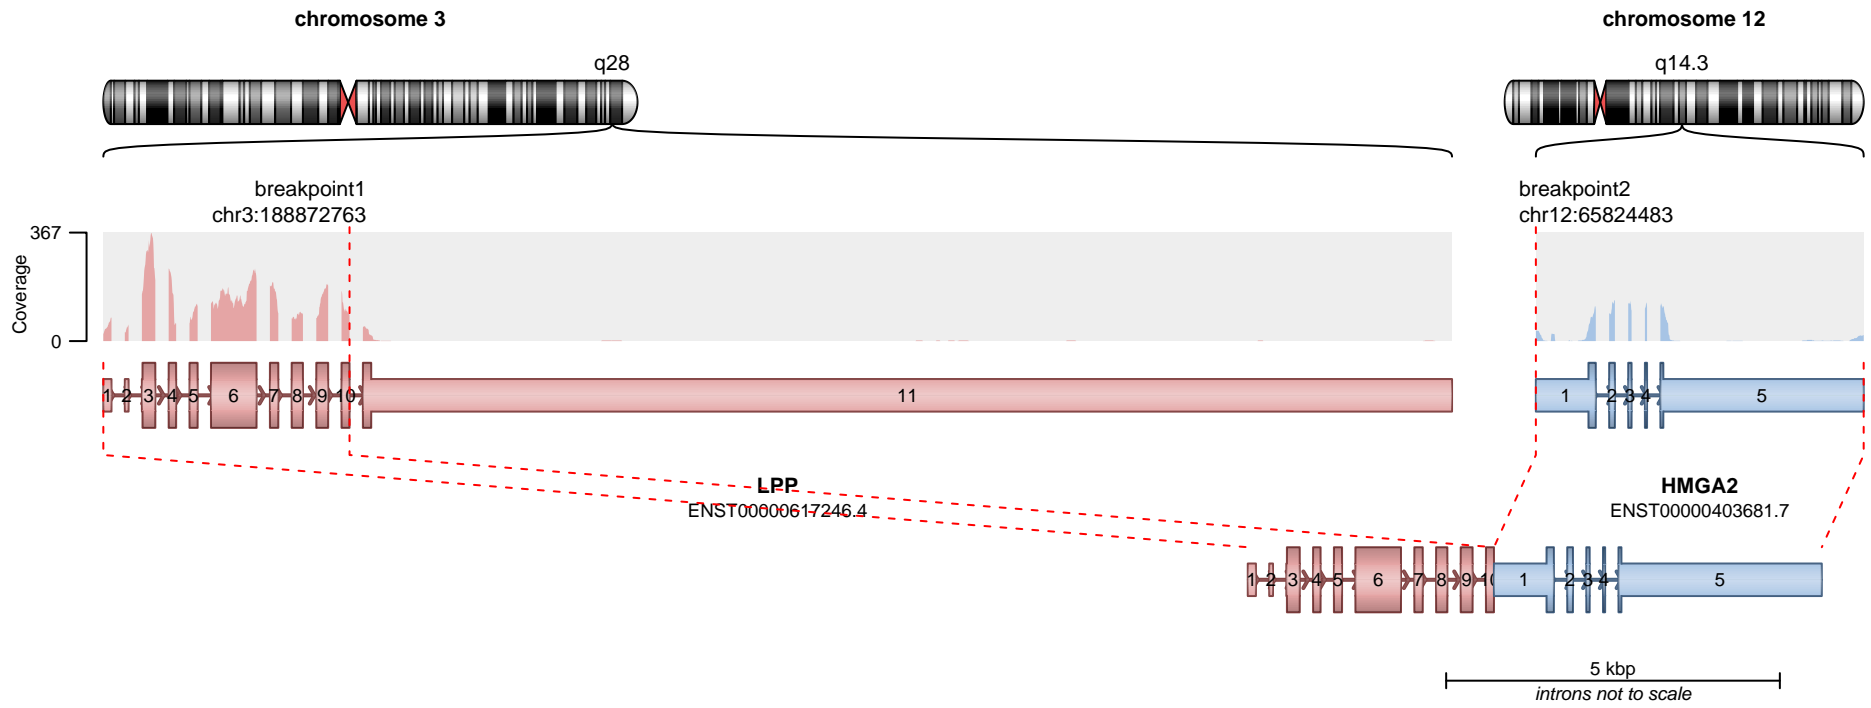 chromosome 3
chromosome 12
q28
q14.3
breakpoint1
chr3:188872763
breakpoint2
chr12:65824483
Coverage
367
0
1 2 3 4 5 6 7 8 9 10 11
1 2 3 4 5
LPP
ENST00000617246.4
HMGA2
ENST00000403681.7
1 2 3 4 5 6 7 8 9 10 1 2 3 4 5
5 kbp
introns not to scale